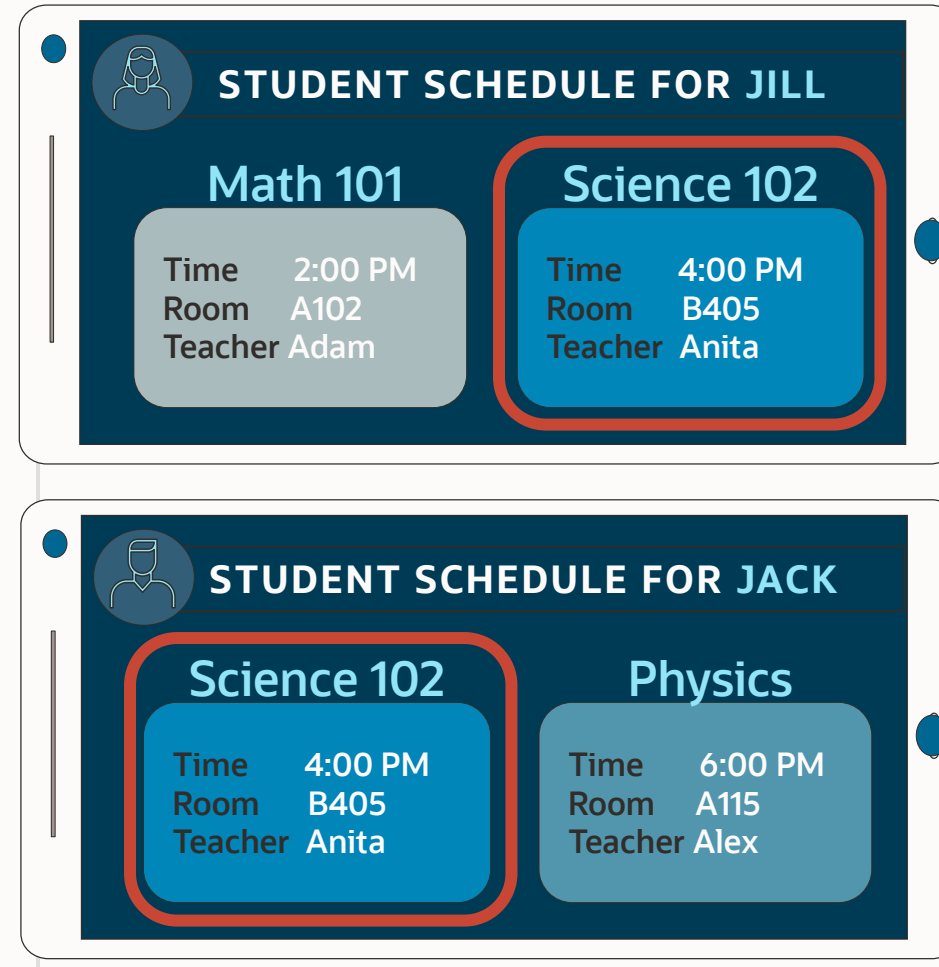 STUDENT SCHEDULE FOR JILL
Math 101
Time 2:00 PM
Room A102
Teacher Adam
Science 102
Time 4:00 PM
Room B405
Teacher Anita
STUDENT SCHEDULE FOR JACK
Science 102
Time 4:00 PM
Room B405
Teacher Anita
Physics
Time 6:00 PM
Room A115
Teacher Alex